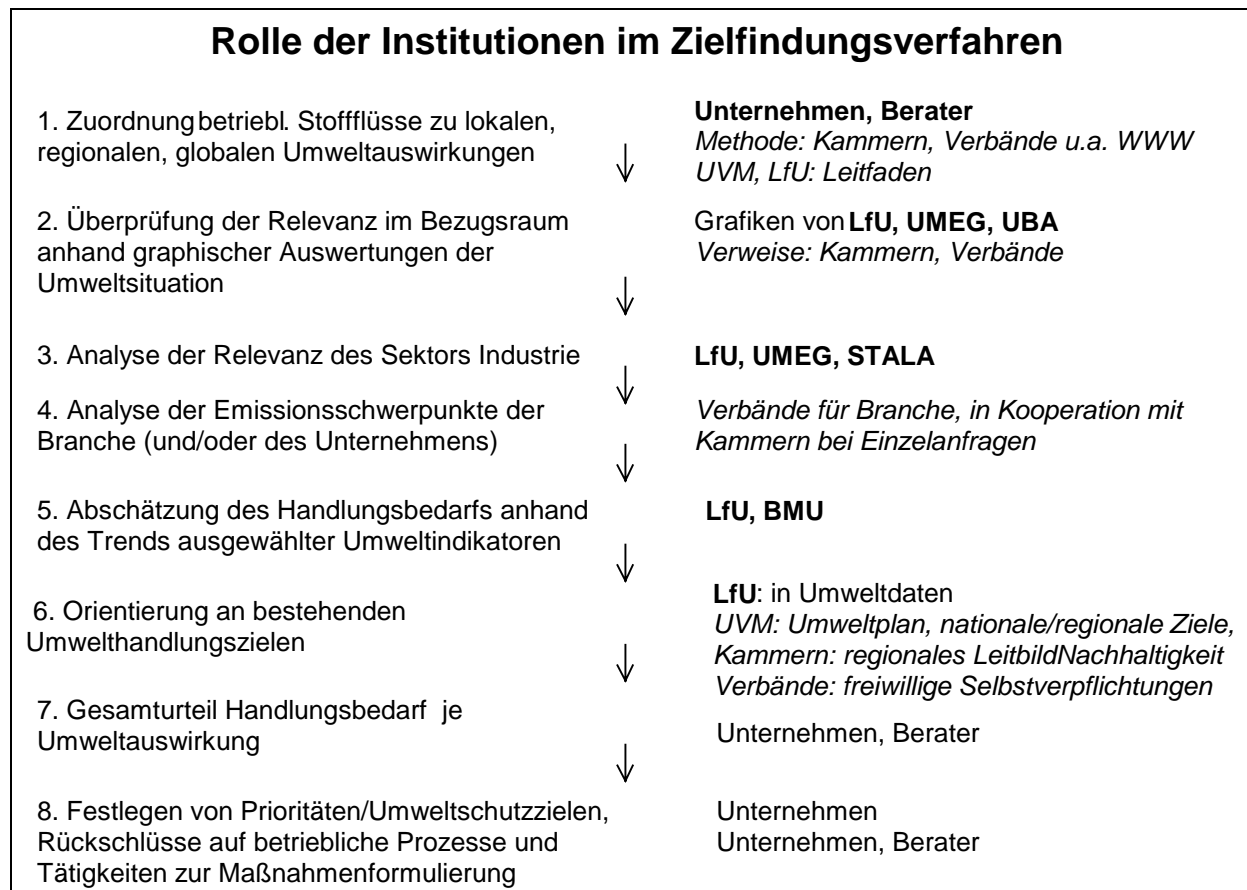 Rolle der Institutionen im Zielfindungsverfahren
1. Zuordnung betriebl. Stoffflüsse zu lokalen,
regionalen, globalen Umweltauswirkungen
Unternehmen, Berater
Methode: Kammern, Verbände u.a. WWW
UVM, LfU: Leitfaden
2. Überprüfung der Relevanz im Bezugsraum
anhand graphischer Auswertungen der
Umweltsituation
Grafiken von LfU, UMEG, UBA
Verweise: Kammern, Verbände
3. Analyse der Relevanz des Sektors Industrie
LfU, UMEG, STALA
4. Analyse der Emissionsschwerpunkte der
Branche (und/oder des Unternehmens)
Verbände für Branche, in Kooperation mit
Kammern bei Einzelanfragen
5. Abschätzung des Handlungsbedarfs anhand
des Trends ausgewählter Umweltindikatoren
LfU, BMU
6. Orientierung an bestehenden
Umwelthandlungszielen
LfU: in Umweltdaten
UVM: Umweltplan, nationale/regionale Ziele,
Kammern: regionales LeitbildNachhaltigkeit
Verbände: freiwillige Selbstverpflichtungen
7. Gesamturteil Handlungsbedarf je
Umweltauswirkung
Unternehmen, Berater
8. Festlegen von Prioritäten/Umweltschutzzielen,
Rückschlüsse auf betriebliche Prozesse und
Tätigkeiten zur Maßnahmenformulierung
Unternehmen
Unternehmen, Berater